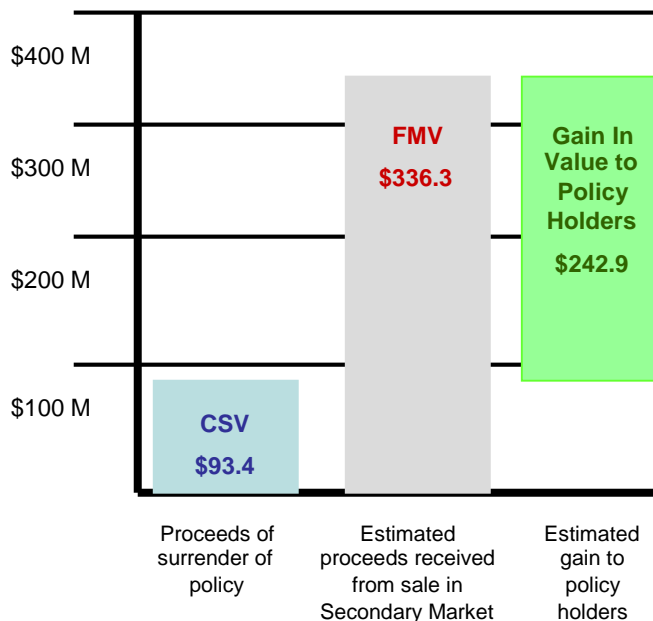 $400 M
$300 M
$200 M
$100 M
FMV
$336.3
Gain In
Value to
Policy
Holders
$242.9
CSV
$93.4
Proceeds of
surrender of
policy
Estimated
proceeds received
from sale in
Secondary Market
Estimated
gain to
policy
holders